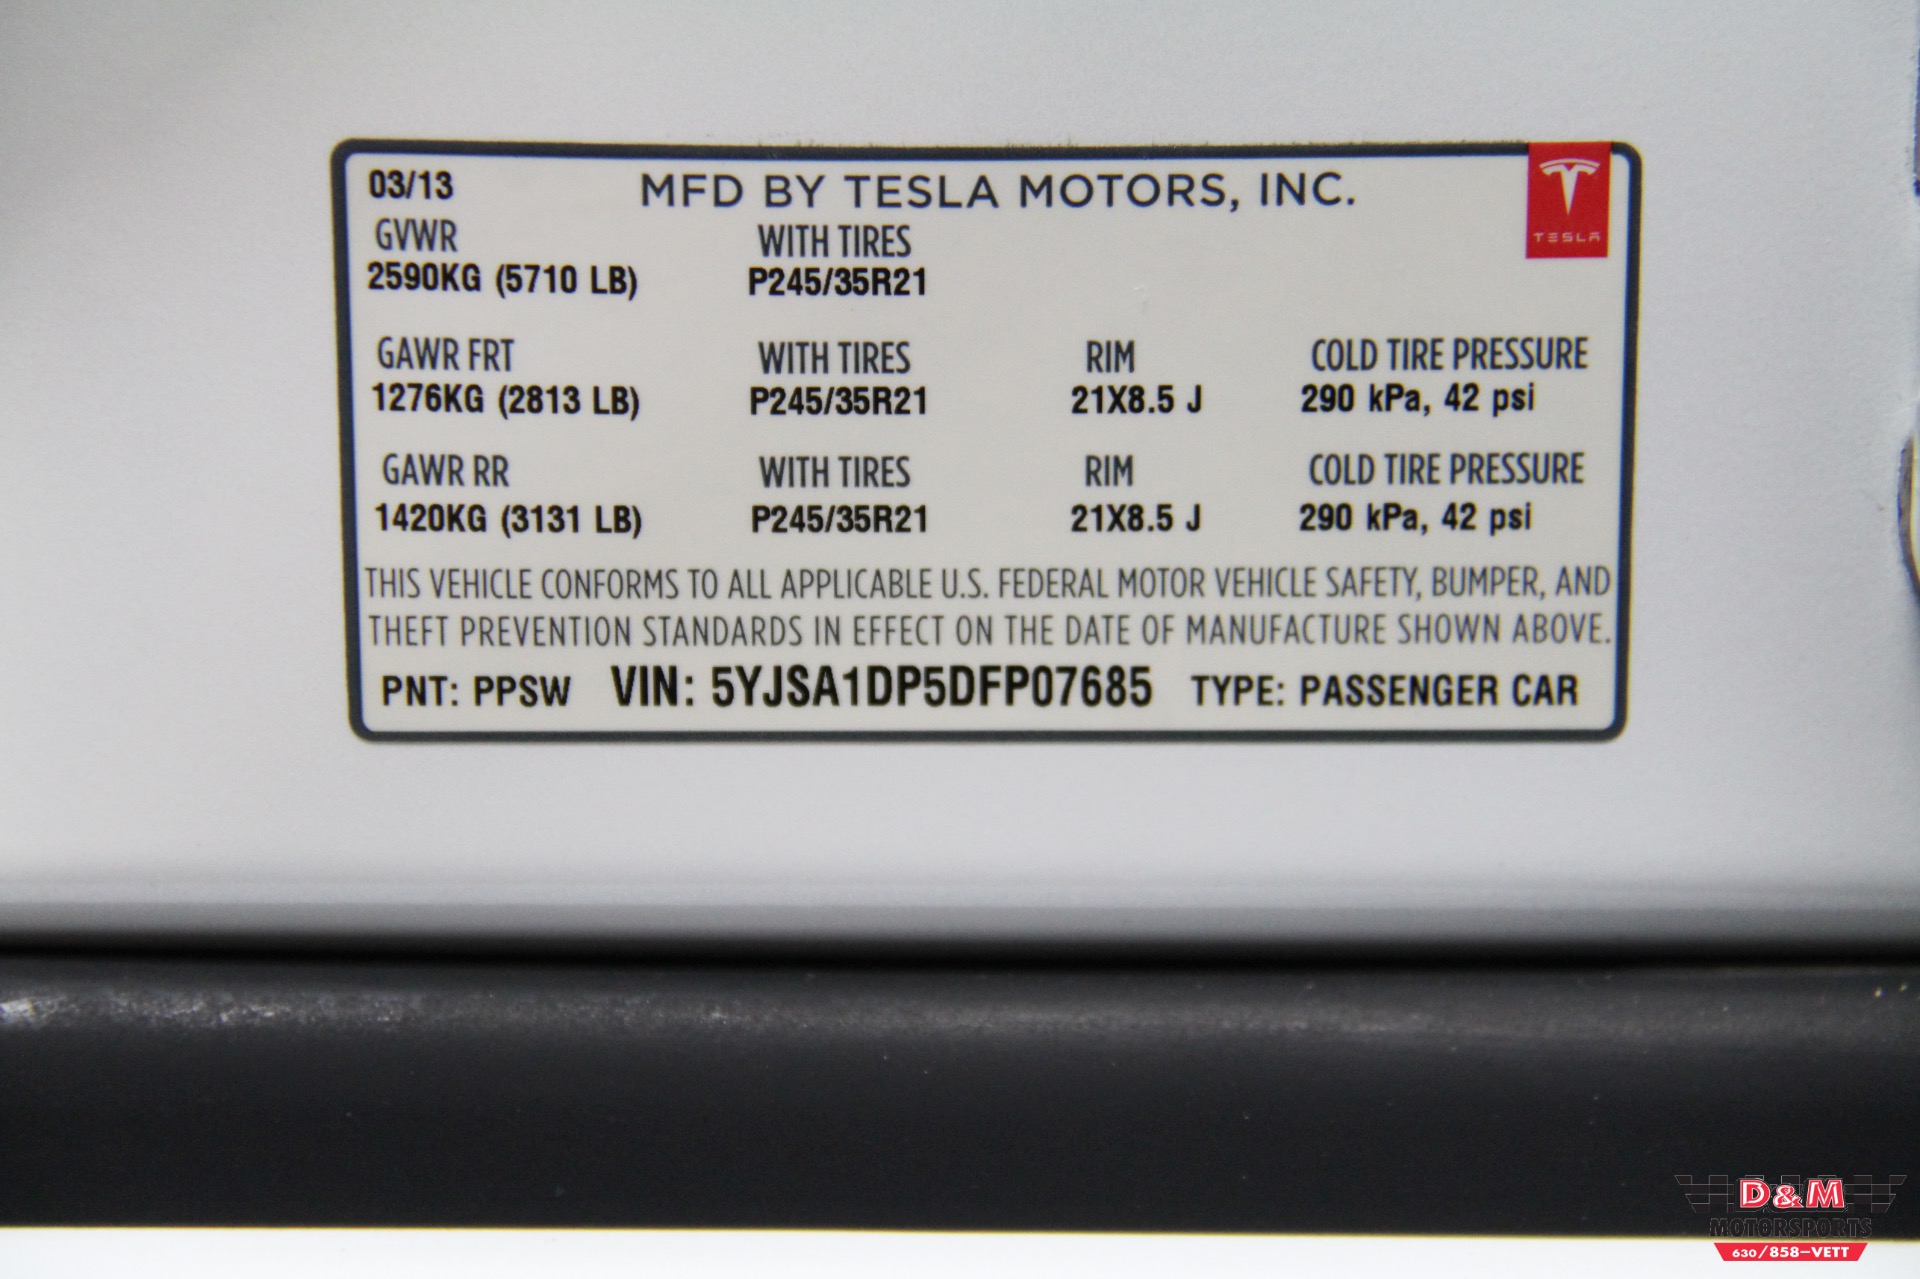 03/13 MFD BY TESLA MOTORS, INC.
TESLA
GVWR WITH TIRES
2590KG (5710 LB) P245/35R21
GAWR FRT WITH TIRES RIM COLD TIRE PRESSURE
1276KG (2813 LB) P245/35R21 21X8.5 J 290 kPa, 42 psi
GAWR RR WITH TIRES RIM COLD TIRE PRESSURE
1420KG (3131 LB) P245/35R21 21X8.5 J 290 kPa, 42 psi
THIS VEHICLE CONFORMS TO ALL APPLICABLE U.S. FEDERAL MOTOR VEHICLE SAFETY, BUMPER, AND
THEFT PREVENTION STANDARDS IN EFFECT ON THE DATE OF MANUFACTURE SHOWN ABOVE.
PNT: PPSW VIN: 5YJSA1DP5DFP07685 TYPE: PASSENGER CAR
D&M
MOTORSPORTS
630/858-VETT